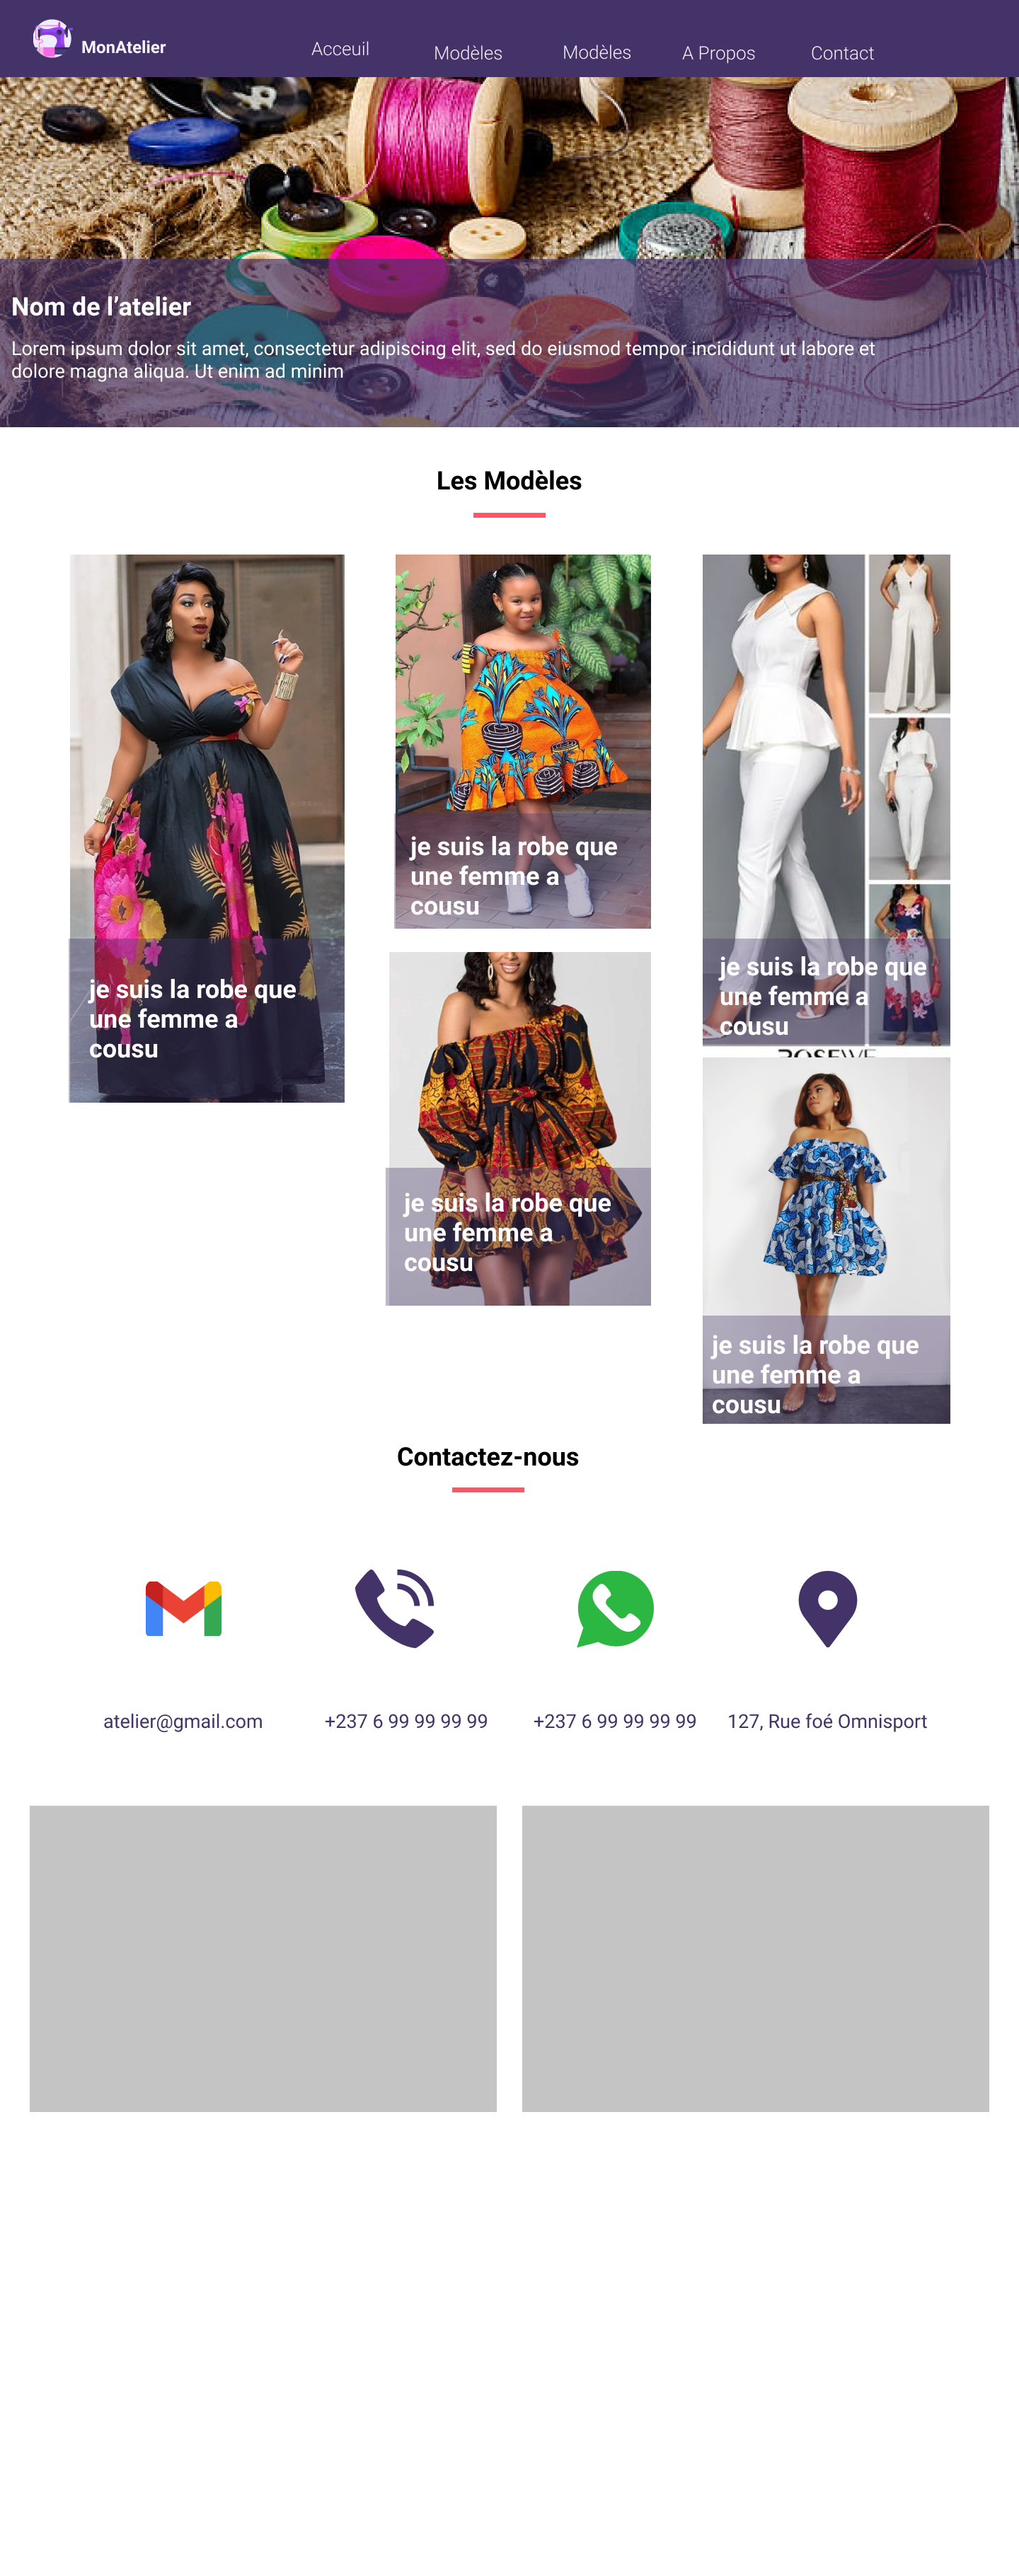 MonAtelier
Acceuil
Modèles
Modèles
A Propos
Contact
Nom de l’atelier
Lorem ipsum dolor sit amet, consectetur adipiscing elit, sed do eiusmod tempor incididunt ut labore et
dolore magna aliqua. Ut enim ad minim
Les Modèles
je suis la robe que
une femme a
cousu
je suis la robe que
une femme a
cousu
je suis la robe que
une femme a
cousu
je suis la robe que
une femme a
cousu
ROSEWE
je suis la robe que
une femme a
cousu
Contactez-nous
atelier@gmail.com
+237 6 99 99 99 99
+237 6 99 99 99 99
127, Rue foé Omnisport